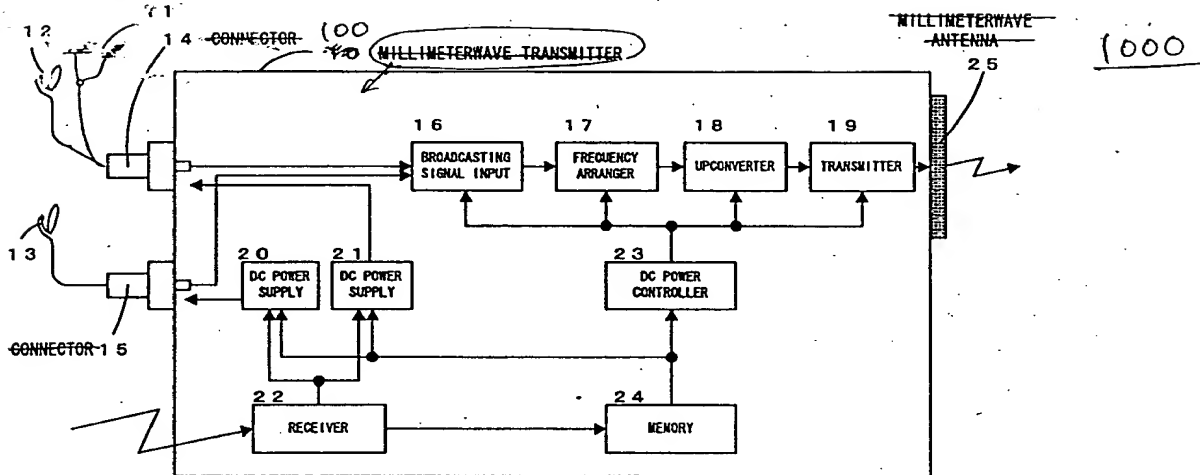 11
12
14 CONNECTOR
100
MILLIMETERWAVE TRANSMITTER
MILLIMETERWAVE
ANTENNA
25
1000
16
BROADCASTING
SIGNAL INPUT
17
FRECUENCY
ARRANGER
18
UPCONVERTER
19
TRANSMITTER
13
20
DC POWER
SUPPLY
21
DC POWER
SUPPLY
23
DC POWER
CONTROLLER
CONNECTOR 15
22
RECEIVER
24
MEMORY